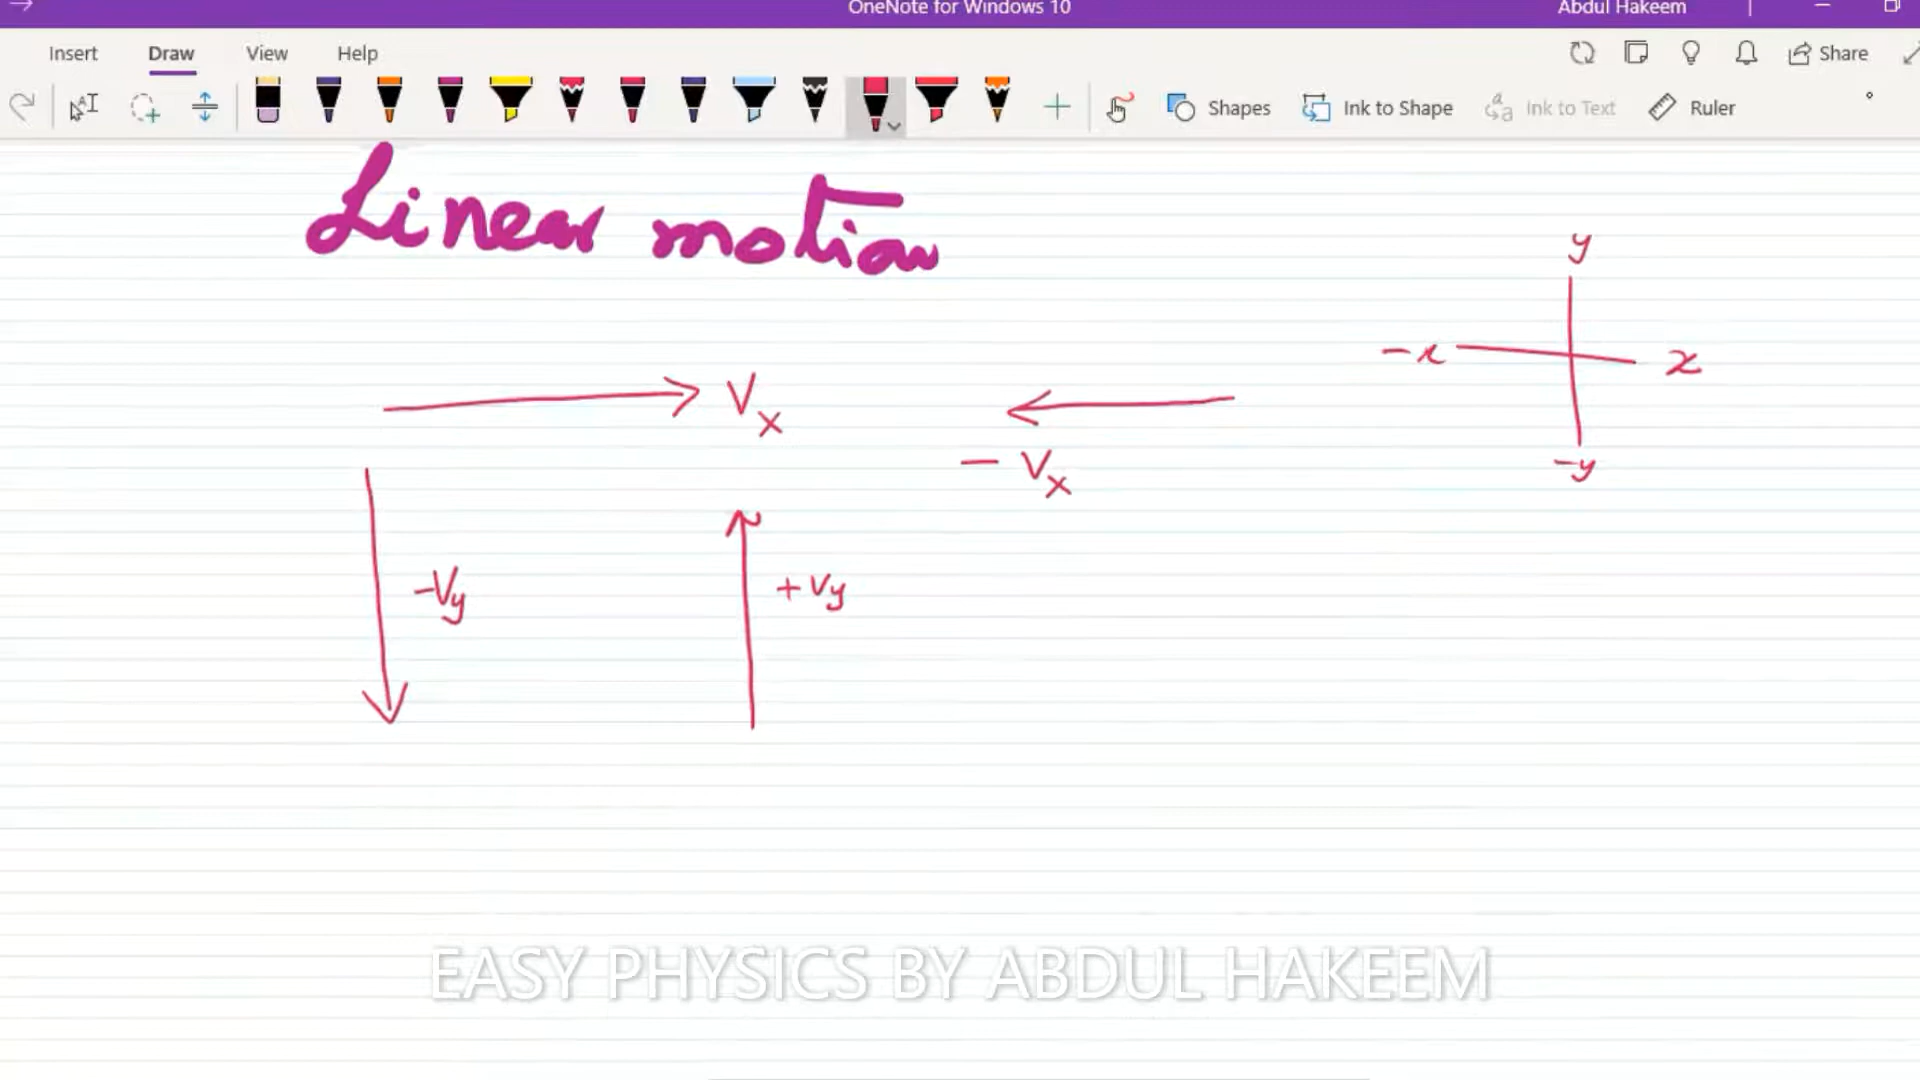 OneNote for Windows 10 Abdul Hakeem
Insert Draw View Help Share
Shapes Ink to Shape Ink to Text Ruler
Linear motion
y
-x x
-y
Vx
- Vx
-Vy
+Vy
EASY PHYSICS BY ABDUL HAKEEM